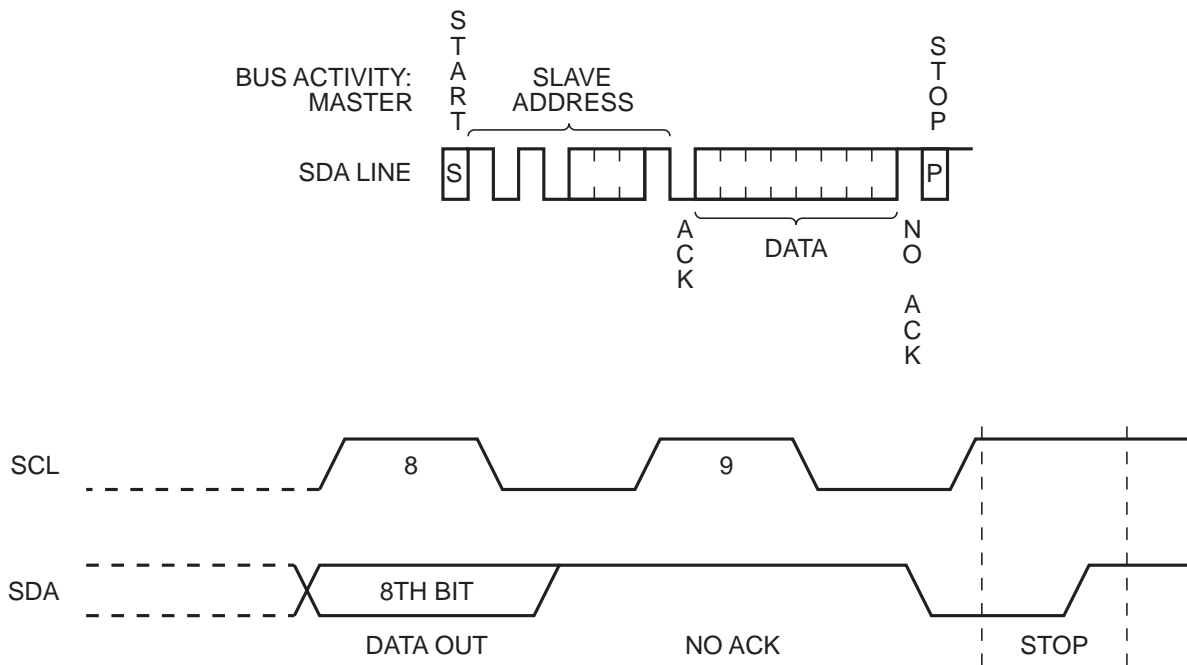 START
BUS ACTIVITY:
MASTER
SLAVE
ADDRESS
STOP
SDA LINE
S
P
ACK
DATA
NO ACK
SCL
8
9
SDA
8TH BIT
DATA OUT
NO ACK
STOP